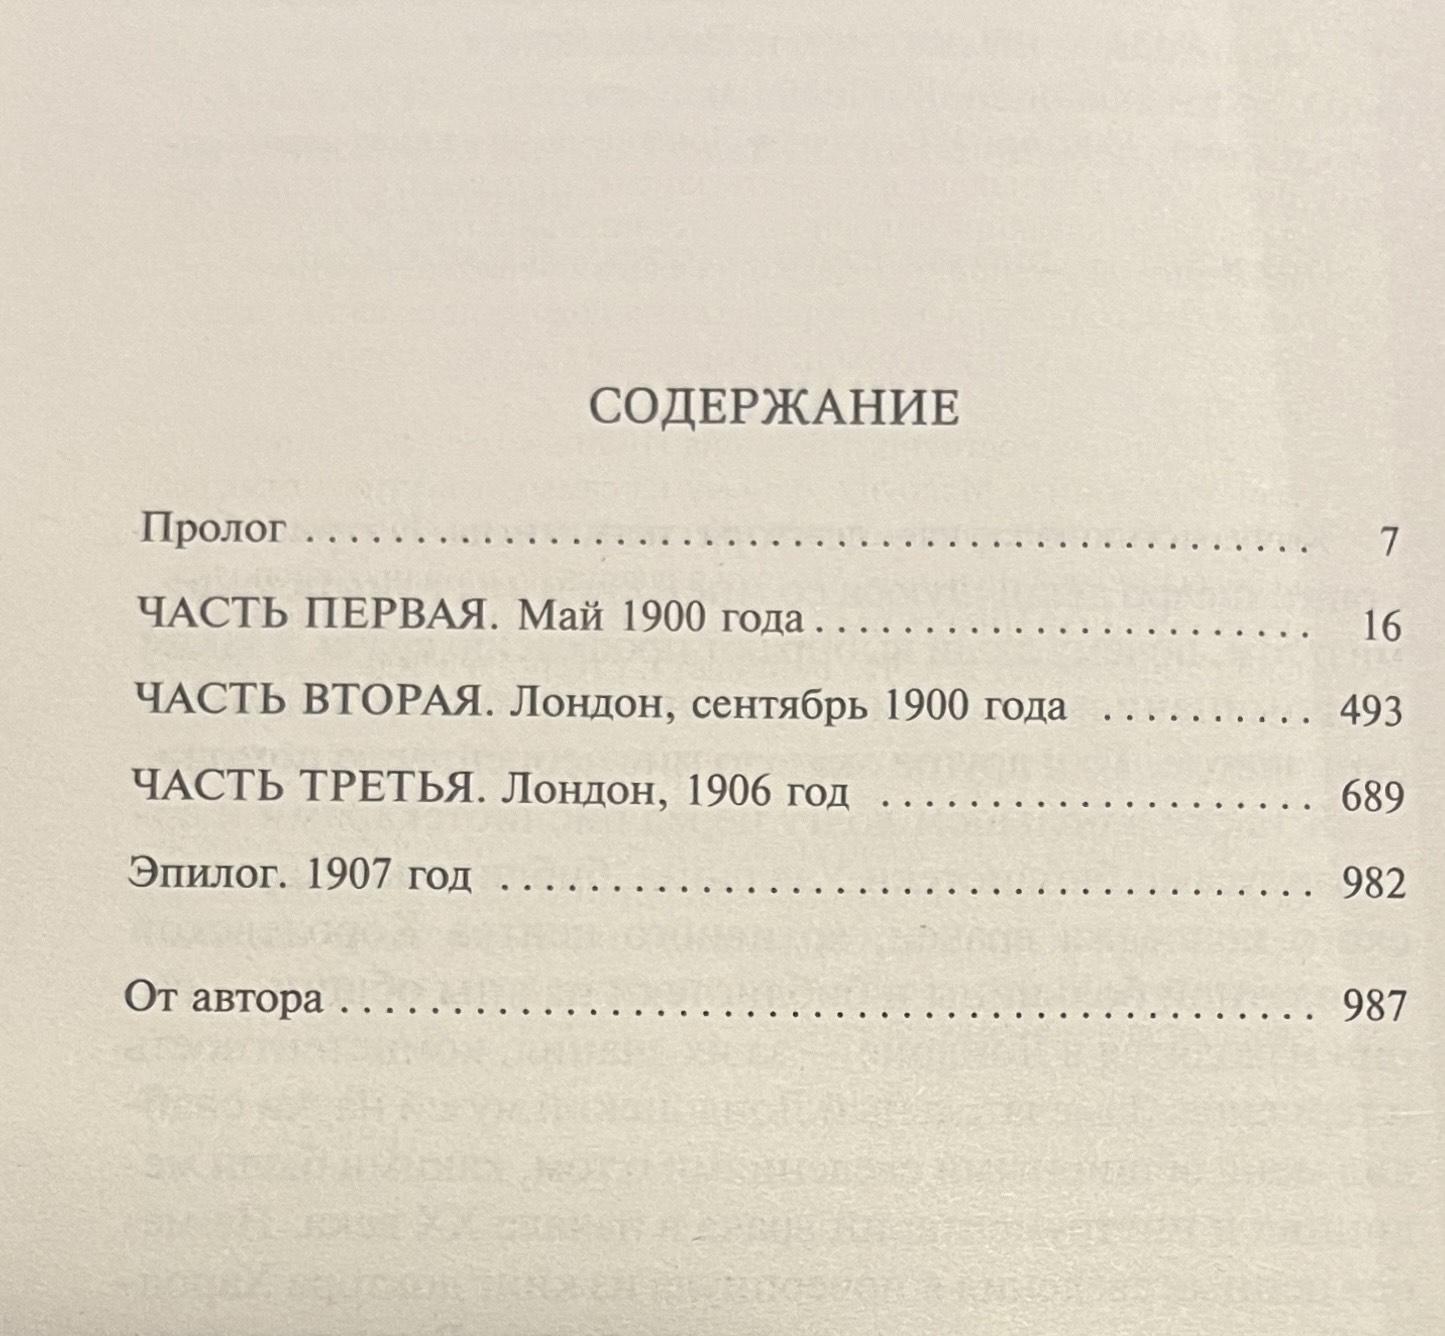 СОДЕРЖАНИЕ
Пролог . . . . . . . . . . . . . . . . . . . . . . . . . . . . . . . . . . . . . . . . . . . . . 7
ЧАСТЬ ПЕРВАЯ. Май 1900 года . . . . . . . . . . . . . . . . . . . . . . . 16
ЧАСТЬ ВТОРАЯ. Лондон, сентябрь 1900 года . . . . . . . . . . 493
ЧАСТЬ ТРЕТЬЯ. Лондон, 1906 год . . . . . . . . . . . . . . . . . . . . 689
Эпилог. 1907 год . . . . . . . . . . . . . . . . . . . . . . . . . . . . . . . . . . . . . 982
От автора . . . . . . . . . . . . . . . . . . . . . . . . . . . . . . . . . . . . . . . . . . . 987